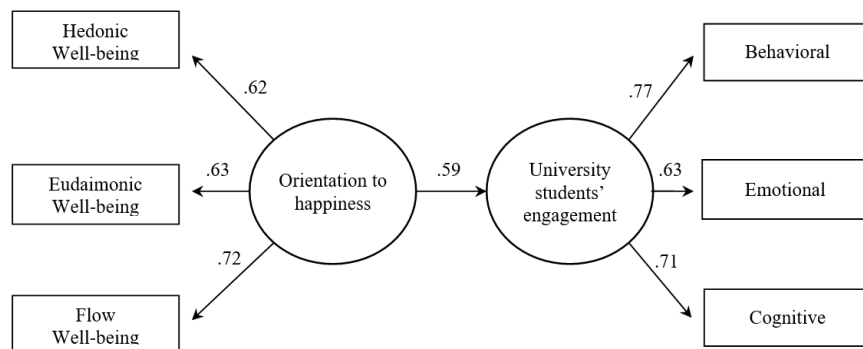 Hedonic
Well-being
Behavioral
.62
.77
Eudaimonic
Well-being
.63
Orientation to
happiness
.59
University
students’
engagement
.63
Emotional
.72
.71
Flow
Well-being
Cognitive